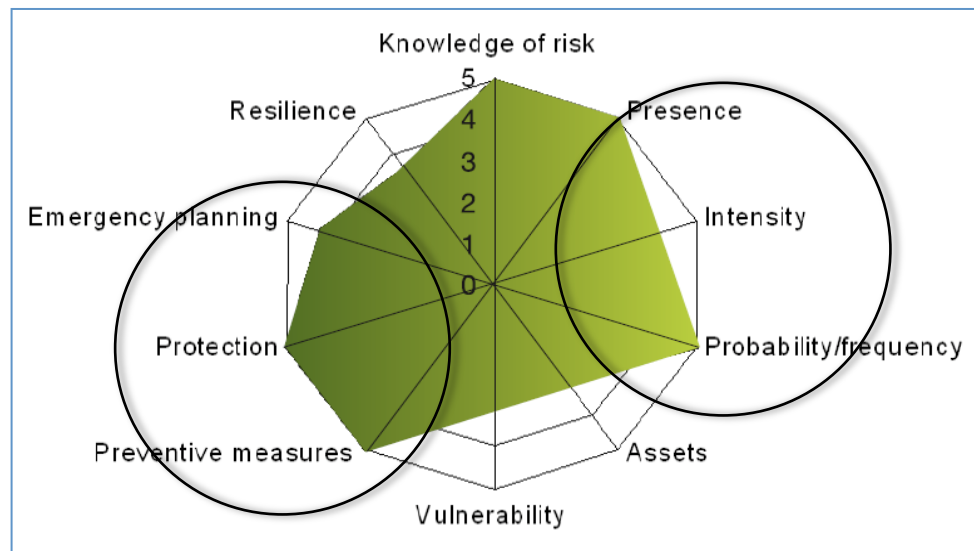 Knowledge of risk
5
Resilience
4
Presence
3
2
Emergency planning
Intensity
1
0
Protection
Probability/frequency
Preventive measures
Assets
Vulnerability